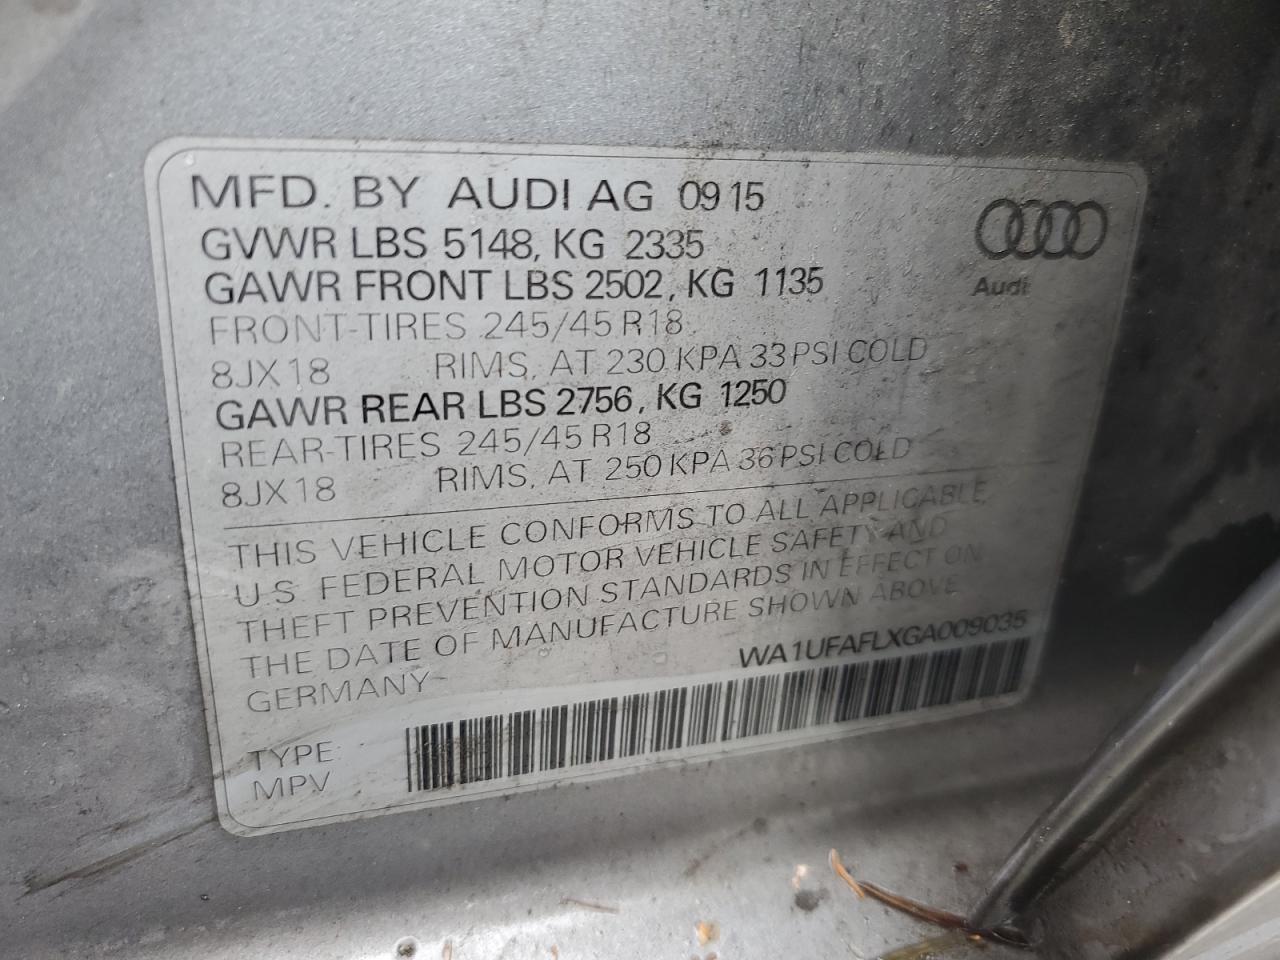 MFD. BY AUDI AG 09 15
GVWR LBS 5148, KG 2335
GAWR FRONT LBS 2502, KG 1135
Audi
FRONT-TIRES 245/45 R18
8JX18 RIMS, AT 230 KPA 33 PSI COLD
GAWR REAR LBS 2756, KG 1250
REAR-TIRES 245/45 R18
8JX18 RIMS, AT 250 KPA 36 PSI COLD
THIS VEHICLE CONFORMS TO ALL APPLICABLE
U.S. FEDERAL MOTOR VEHICLE SAFETY AND
THEFT PREVENTION STANDARDS IN EFFECT ON
THE DATE OF MANUFACTURE SHOWN ABOVE
GERMANY
WA1UFAFLXGA009035
TYPE:
MPV